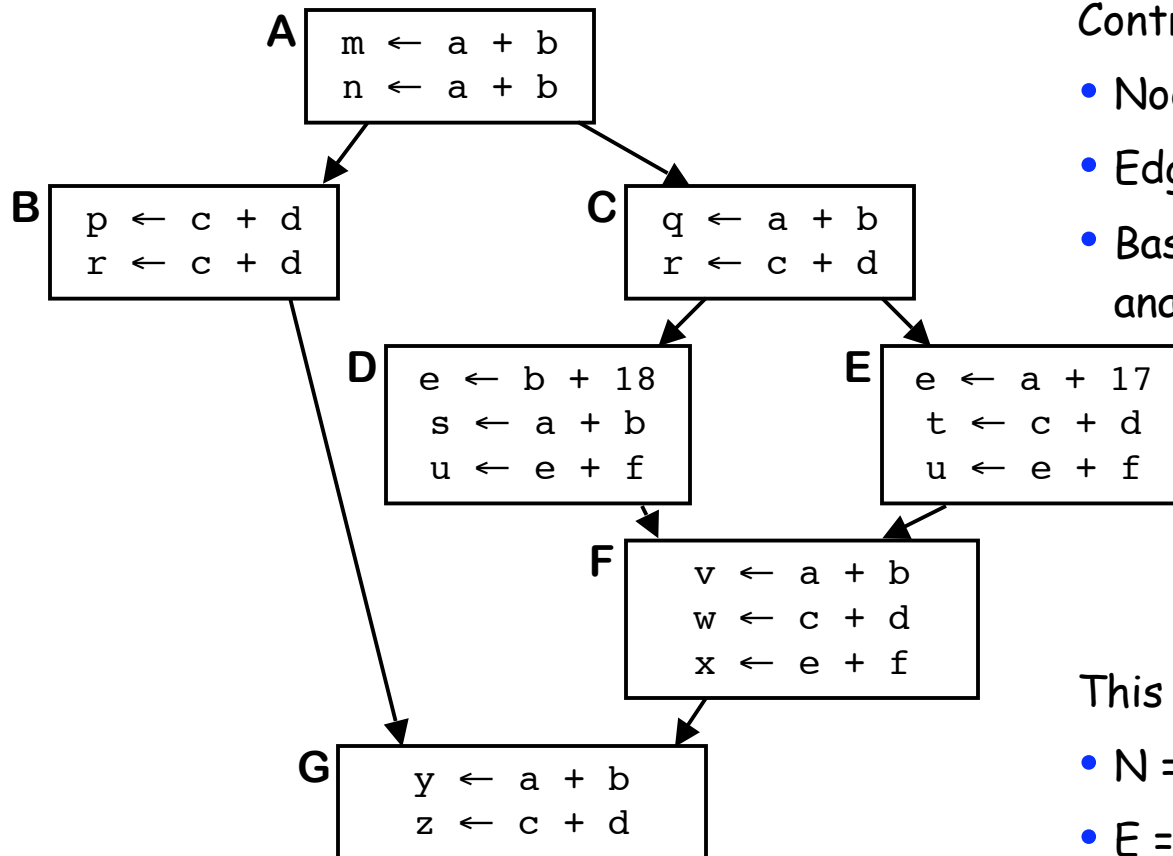 A
m ← a + b
n ← a + b
B
p ← c + d
r ← c + d
C
q ← a + b
r ← c + d
D
e ← b + 18
s ← a + b
u ← e + f
E
e ← a + 17
t ← c + d
u ← e + f
F
v ← a + b
w ← c + d
x ← e + f
G
y ← a + b
z ← c + d
This
• N =
• E =